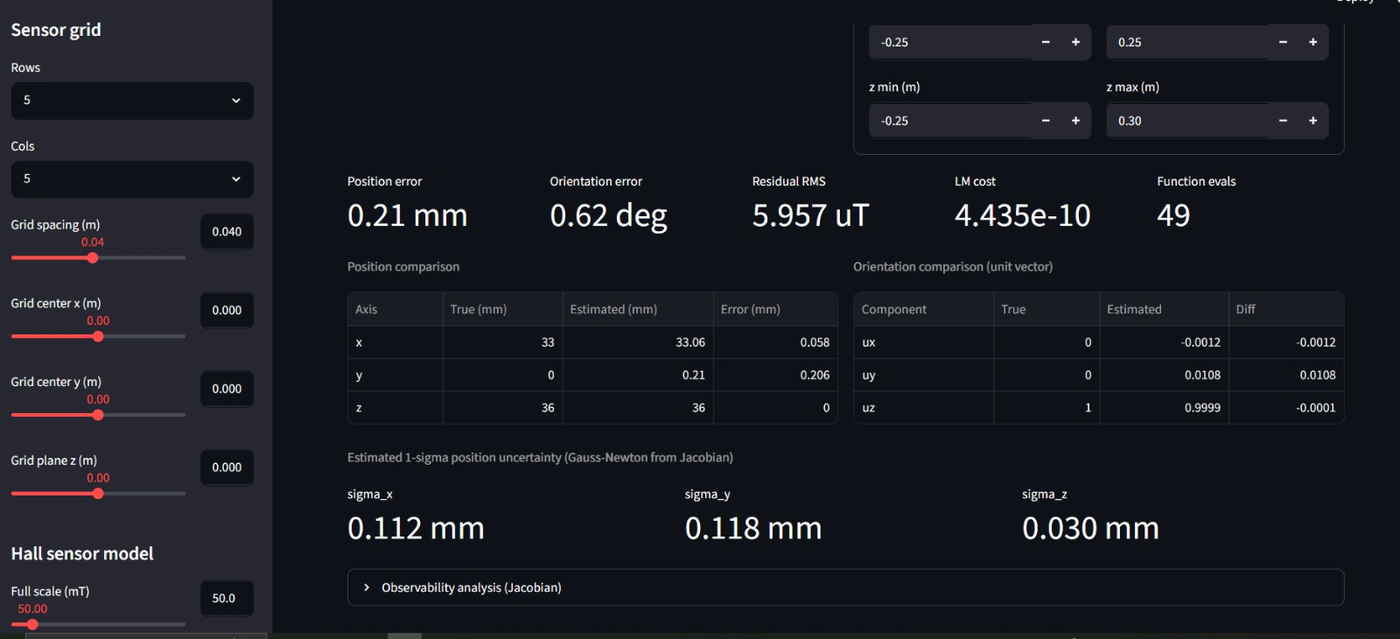 Sensor grid
Rows
5
Cols
5
Grid spacing (m)
0.04
0.040
Grid center x (m)
0.00
0.000
Grid center y (m)
0.00
0.000
Grid plane z (m)
0.00
0.000
Hall sensor model
Full scale (mT)
50.00
50.0
-0.25 − +
0.25 − +
z min (m)
z max (m)
-0.25 − +
0.30 − +
Position error
Orientation error
Residual RMS
LM cost
Function evals
0.21 mm
0.62 deg
5.957 uT
4.435e-10
49
Position comparison
Axis True (mm) Estimated (mm) Error (mm)
x 33 33.06 0.058
y 0 0.21 0.206
z 36 36 0
Orientation comparison (unit vector)
Component True Estimated Diff
ux 0 -0.0012 -0.0012
uy 0 0.0108 0.0108
uz 1 0.9999 -0.0001
Estimated 1-sigma position uncertainty (Gauss-Newton from Jacobian)
sigma_x
sigma_y
sigma_z
0.112 mm
0.118 mm
0.030 mm
Observability analysis (Jacobian)